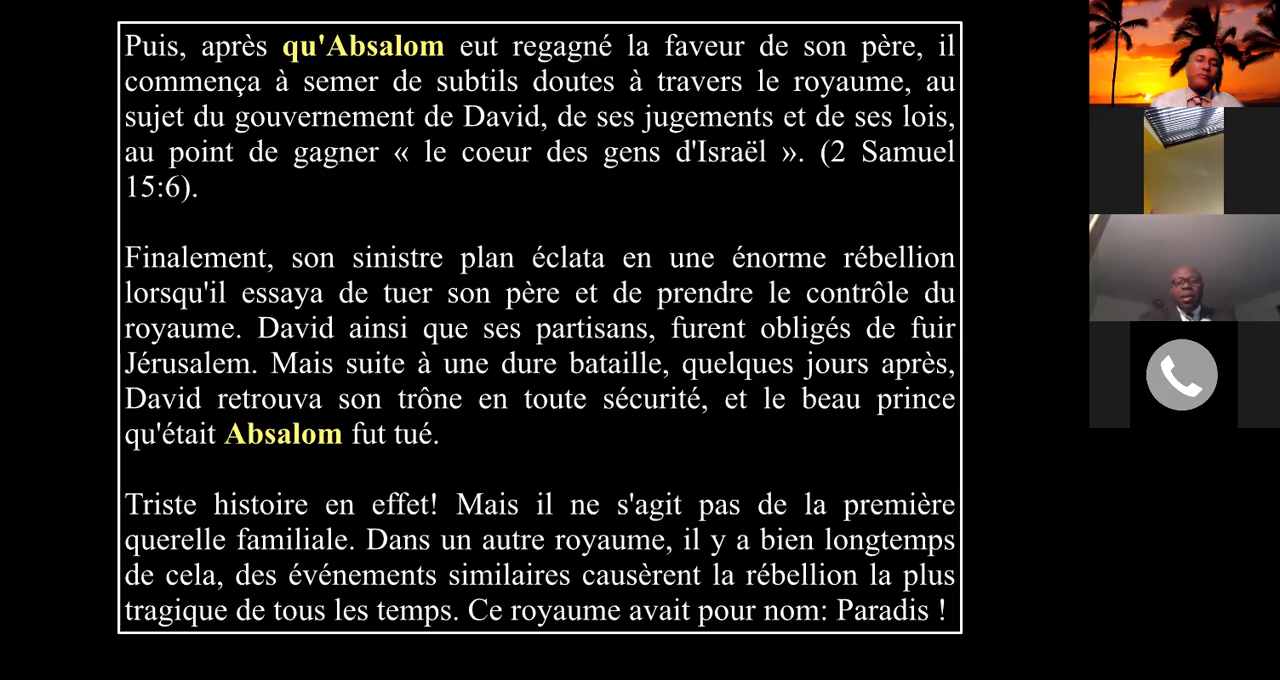 Puis, après qu'Absalom eut regagné la faveur de son père, il
commença à semer de subtils doutes à travers le royaume, au
sujet du gouvernement de David, de ses jugements et de ses lois,
au point de gagner « le coeur des gens d'Israël ». (2 Samuel
15:6).
Finalement, son sinistre plan éclata en une énorme rébellion
lorsqu'il essaya de tuer son père et de prendre le contrôle du
royaume. David ainsi que ses partisans, furent obligés de fuir
Jérusalem. Mais suite à une dure bataille, quelques jours après,
David retrouva son trône en toute sécurité, et le beau prince
qu'était Absalom fut tué.
Triste histoire en effet! Mais il ne s'agit pas de la première
querelle familiale. Dans un autre royaume, il y a bien longtemps
de cela, des événements similaires causèrent la rébellion la plus
tragique de tous les temps. Ce royaume avait pour nom: Paradis !